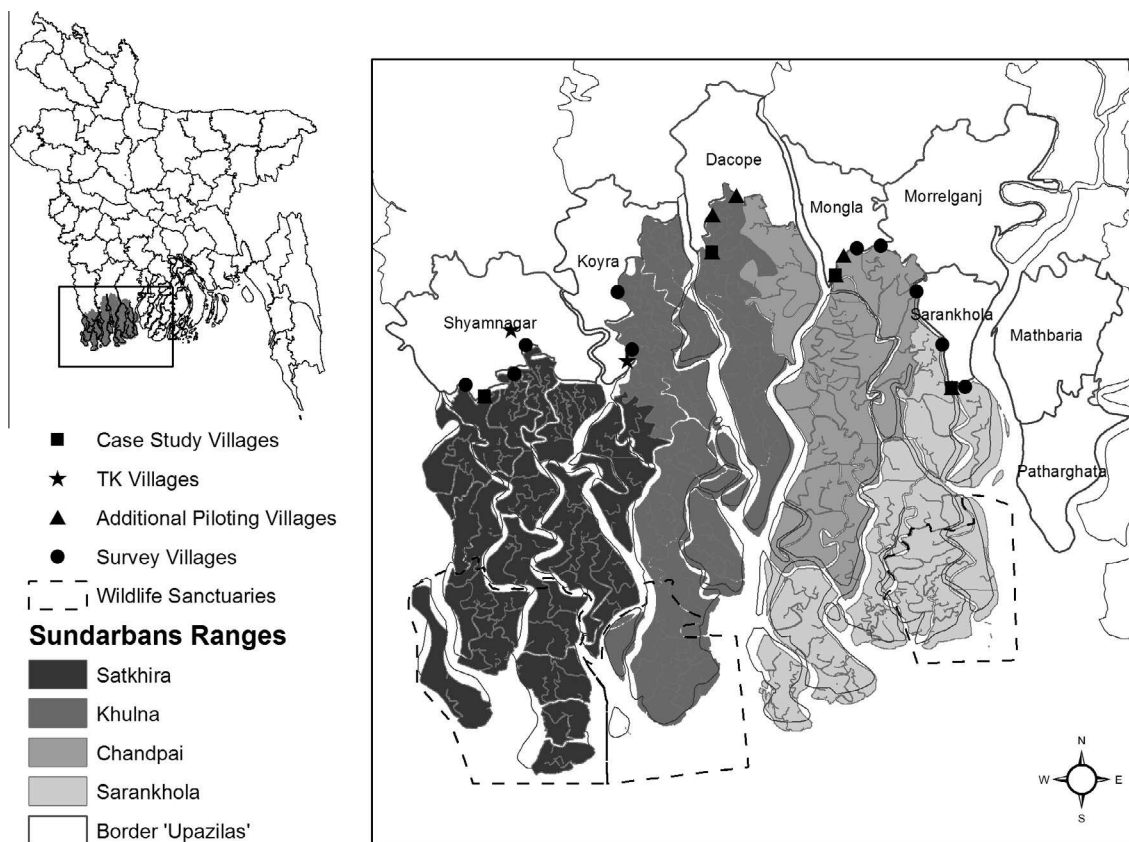 Case Study Villages
TK Villages
Additional Piloting Villages
Survey Villages
Wildlife Sanctuaries
Sundarbans Ranges
Satkhira
Khulna
Chandpai
Sarankhola
Border 'Upazilas'
Dacope
Morrelganj
Mongla
Koyra
Shyamnagar
Sarankhola
Mathbaria
Patharghata
N
W
E
S